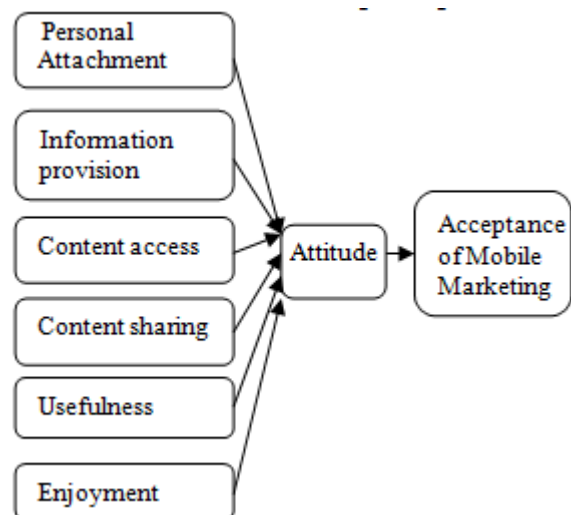 Personal
Attachment
Information
provision
Content access
Content sharing
Usefulness
Enjoyment
Attitude
Acceptance
of Mobile
Marketing